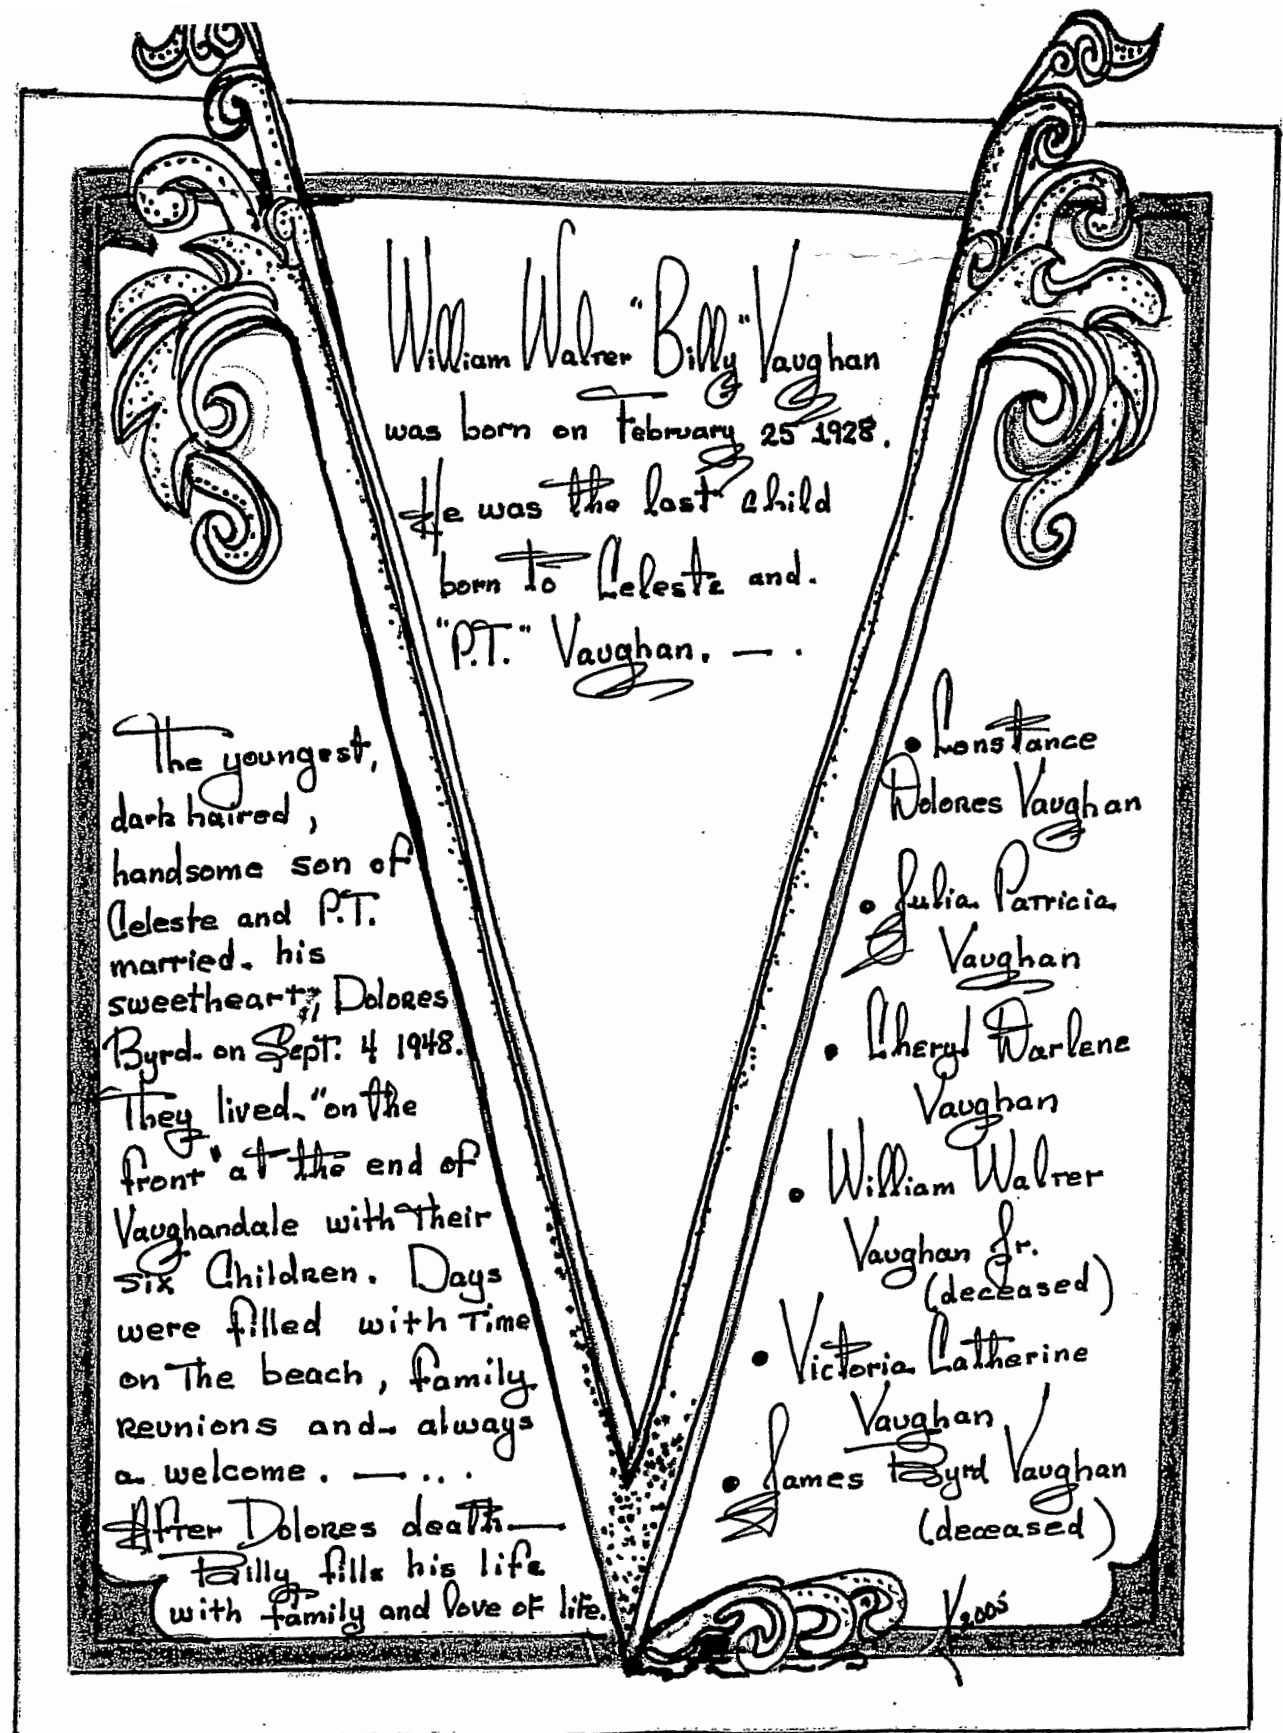 William Walter "Billy" Vaughan
was born on February 25 1928.
He was the last child
born to Celeste and
"P.T." Vaughan. — .
The youngest,
dark haired,
handsome son of
Celeste and P.T.
married his
sweetheart, Dolores
Byrd on Sept. 4 1948.
They lived "on the
front" at the end of
Vaughandale with their
six Children. Days
were filled with Time
on The beach, family
Reunions and always
a welcome. — . . .
After Dolores death —
Billy fills his life
with family and love of life.
• Constance
Dolores Vaughan
• Julia Patricia
Vaughan
• Cheryl Darlene
Vaughan
• William Walter
Vaughan Jr.
(deceased)
• Victoria Catherine
Vaughan
• James Byrd Vaughan
(deceased)
2005